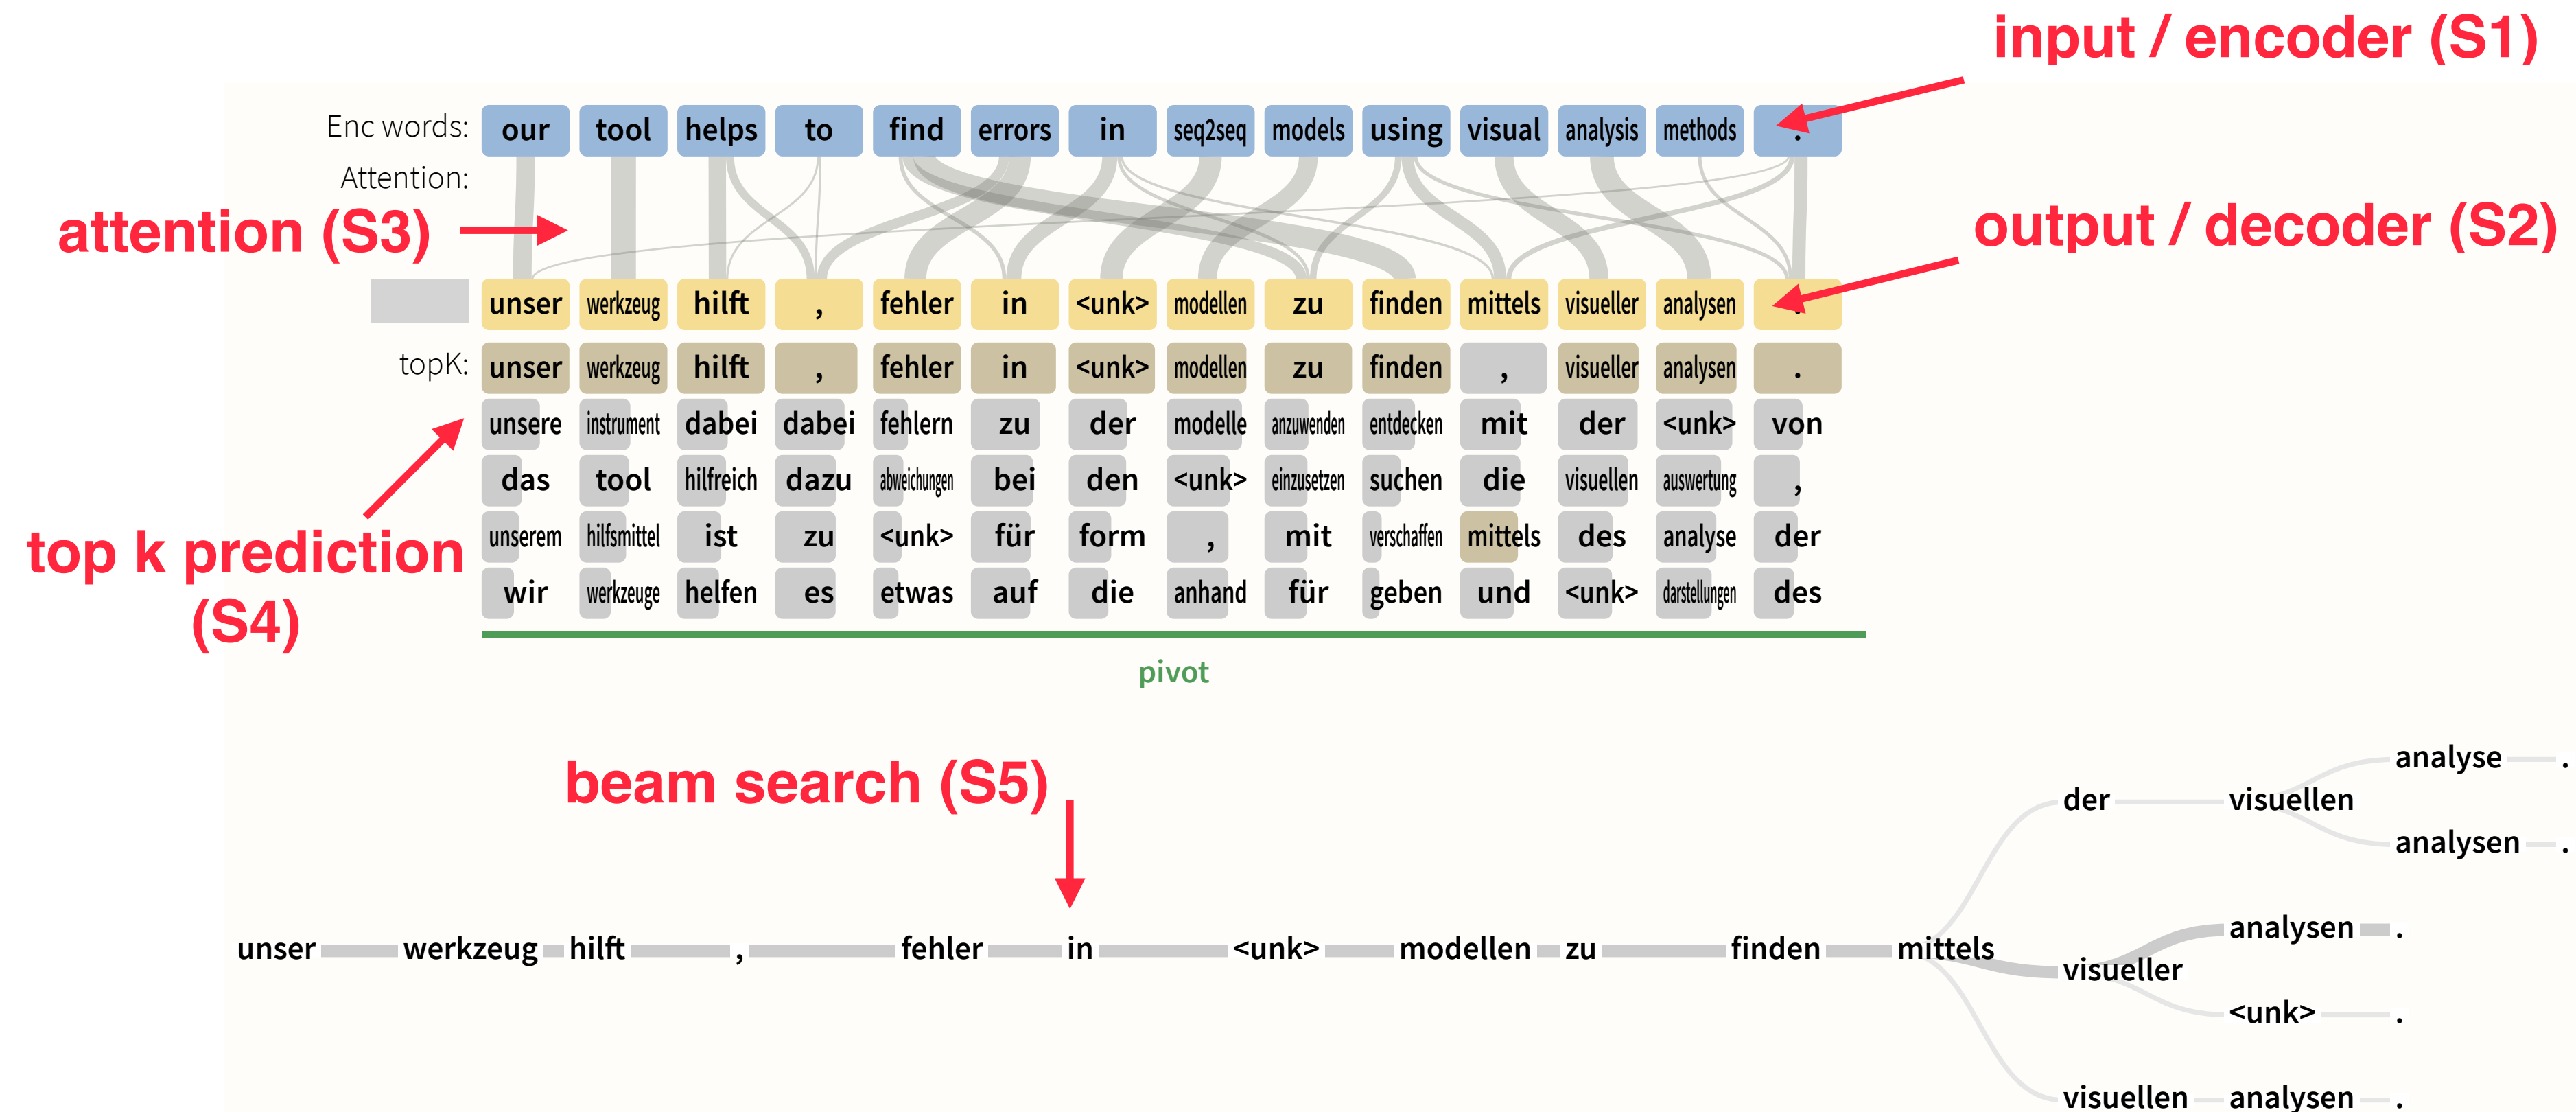 input / encoder (S1)
Enc words: our tool helps to find errors in seq2seq models using visual analysis methods .
Attention:
attention (S3)
output / decoder (S2)
unser werkzeug hilft , fehler in <unk> modellen zu finden mittels visueller analysen .
topK: unser werkzeug hilft , fehler in <unk> modellen zu finden , visueller analysen .
unsere instrument dabei dabei fehlern zu der modelle anzuwenden entdecken mit der <unk> von
das tool hilfreich dazu abweichungen bei den <unk> einzusetzen suchen die visuellen auswertung ,
unserem hilfsmittel ist zu <unk> für form , mit verschaffen mittels des analyse der
wir werkzeuge helfen es etwas auf die anhand für geben und <unk> darstellungen des
top k prediction
(S4)
pivot
beam search (S5)
analyse .
der visuellen
analysen .
analysen .
unser werkzeug hilft , fehler in <unk> modellen zu finden mittels
visueller
<unk> .
visuellen analysen .